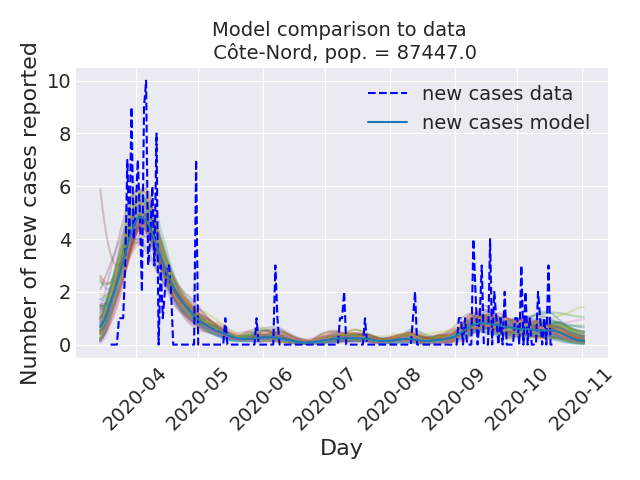 Model comparison to data
Côte-Nord, pop. = 87447.0
Number of new cases reported
10
8
6
4
2
0
new cases data
new cases model
2020-04
2020-05
2020-06
2020-07
2020-08
2020-09
2020-10
2020-11
Day